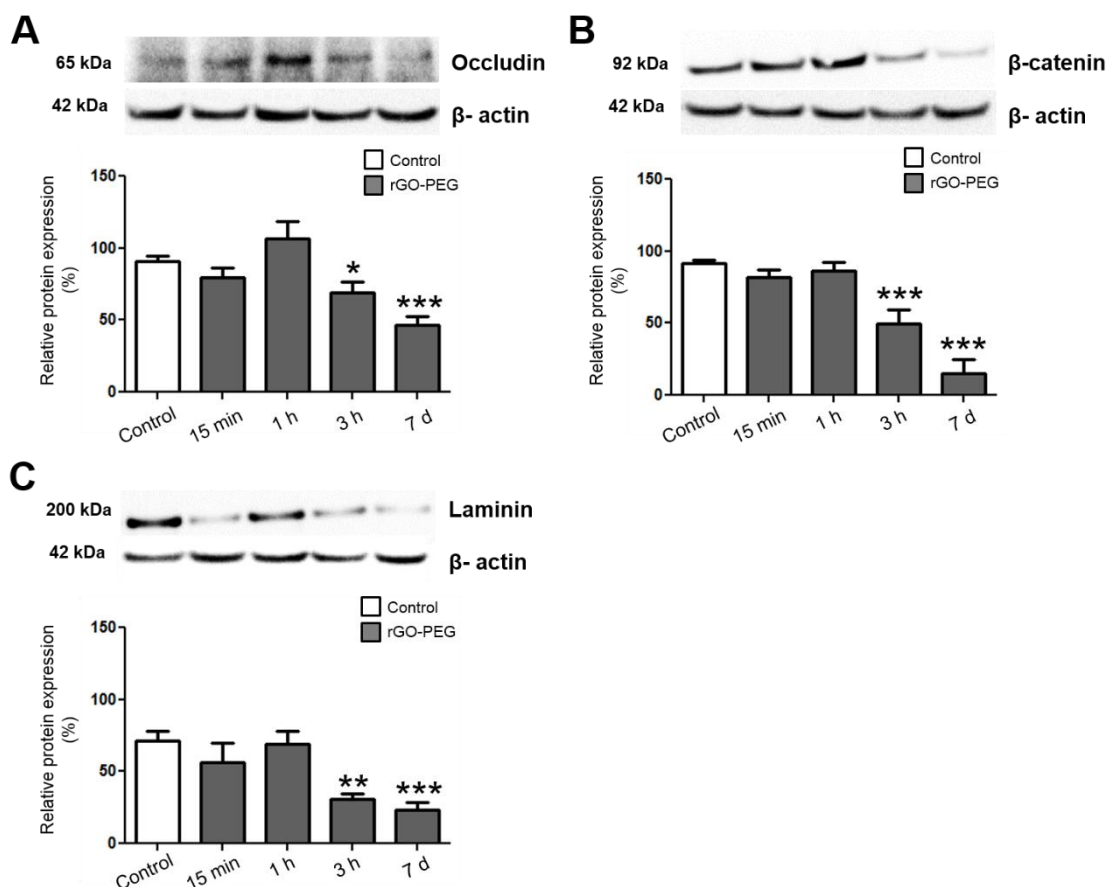 A
65 kDa
Occludin
42 kDa
β- actin
Control
rGO-PEG
Relative protein expression
(%)
150
100
50
0
*
***
Control
15 min
1 h
3 h
7 d
B
92 kDa
β-catenin
42 kDa
β- actin
Control
rGO-PEG
Relative protein expression
(%)
150
100
50
0
***
***
Control
15 min
1 h
3 h
7 d
C
200 kDa
Laminin
42 kDa
β- actin
Control
rGO-PEG
Relative protein expression
(%)
150
100
50
0
**
***
Control
15 min
1 h
3 h
7 d